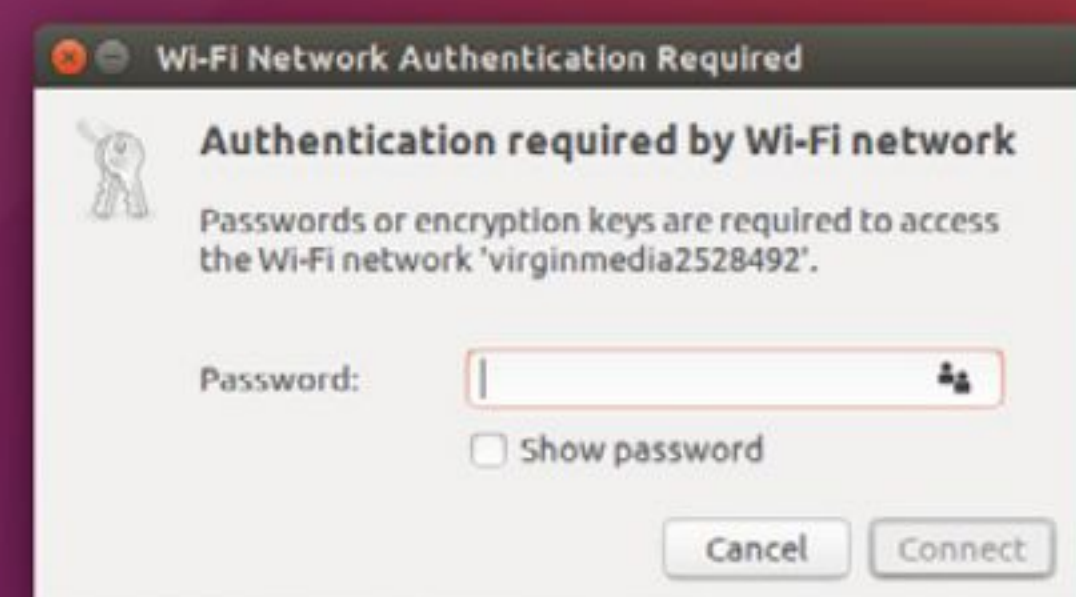 Wi-Fi Network Authentication Required
Authentication required by Wi-Fi network
Passwords or encryption keys are required to access
the Wi-Fi network 'virginmedia2528492'.
Password:
Show password
Cancel Connect